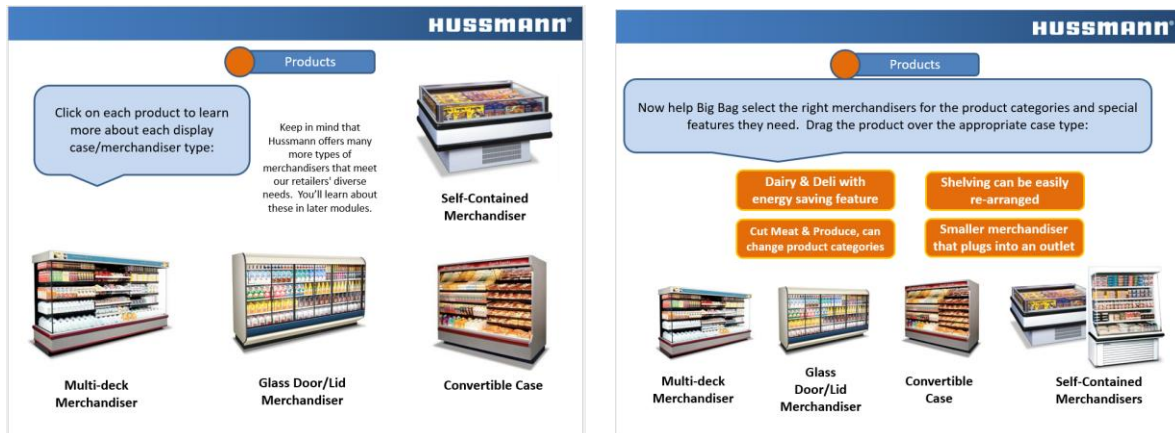 HUSSMANN®
Products
Click on each product to learn
more about each display
case/merchandiser type:
Keep in mind that
Hussmann offers many
more types of
merchandisers that meet
our retailers' diverse
needs. You'll learn about
these in later modules.
Self-Contained
Merchandiser
Multi-deck
Merchandiser
Glass Door/Lid
Merchandiser
Convertible Case
HUSSMANN®
Products
Now help Big Bag select the right merchandisers for the product categories and special
features they need. Drag the product over the appropriate case type:
Dairy & Deli with
energy saving feature
Shelving can be easily
re-arranged
Cut Meat & Produce, can
change product categories
Smaller merchandiser
that plugs into an outlet
Multi-deck
Merchandiser
Glass
Door/Lid
Merchandiser
Convertible
Case
Self-Contained
Merchandisers